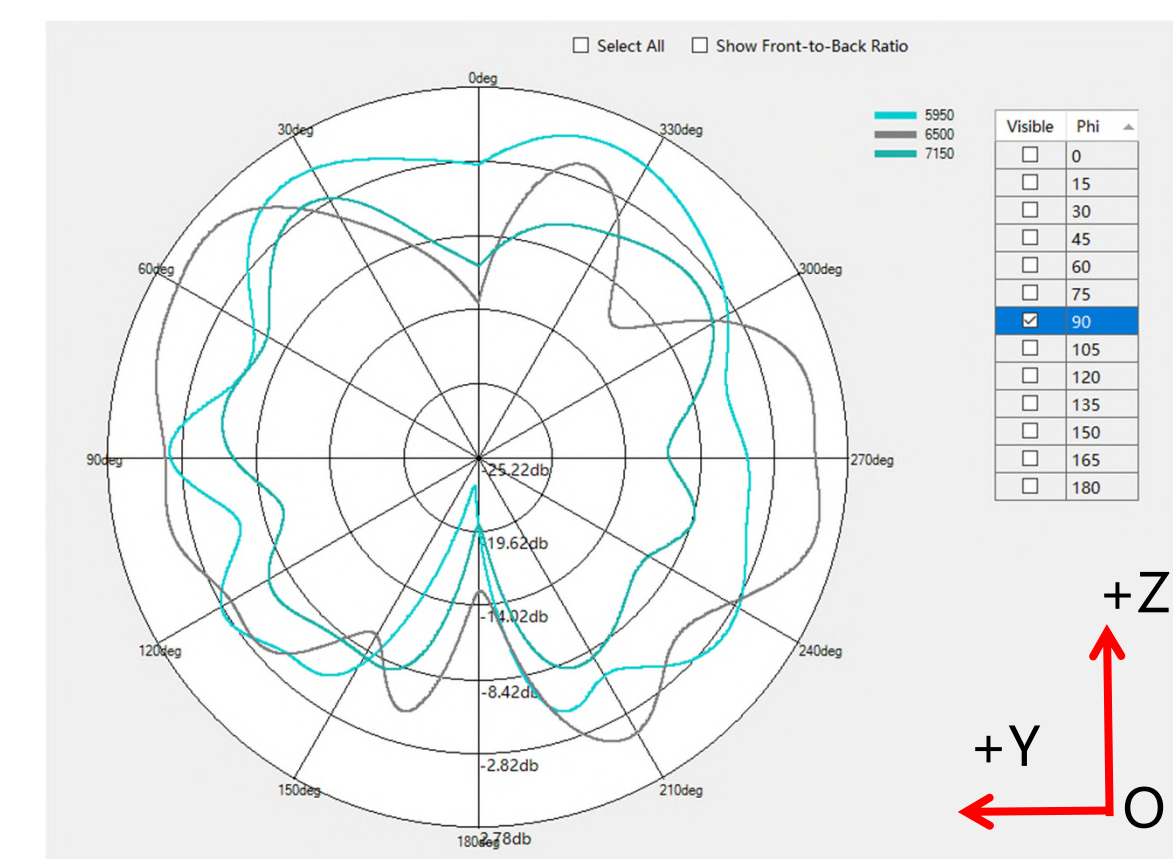 Select All Show Front-to-Back Ratio
0deg
30deg
330deg
60deg
300deg
90deg
270deg
120deg
240deg
150deg
210deg
180deg
-25.22db
-19.62db
-14.02db
-8.42db
-2.82db
2.78db
5950
6500
7150
Visible Phi
0
15
30
45
60
75
90
105
120
135
150
165
180
+Z
+Y
O